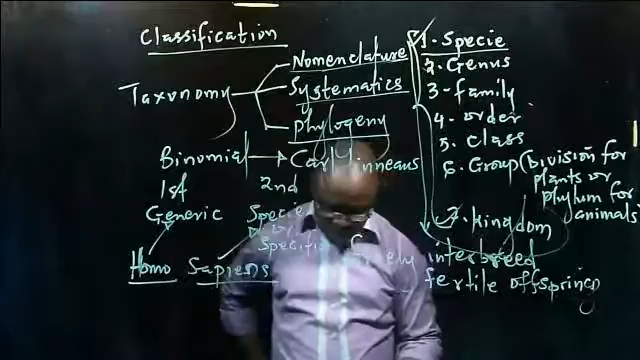 Classification
Taxonomy
Nomenclature
Systematics
phylogeny
Binomial Carl Linneaus
1st 2nd
Generic Specie
Specific
Homo Sapiens
1. Specie
2. Genus
3 - family
4 - order
5. class
6. Group (Division for
plants or
phylum for
animals
7. kingdom
freely interbreed
fertile offspring